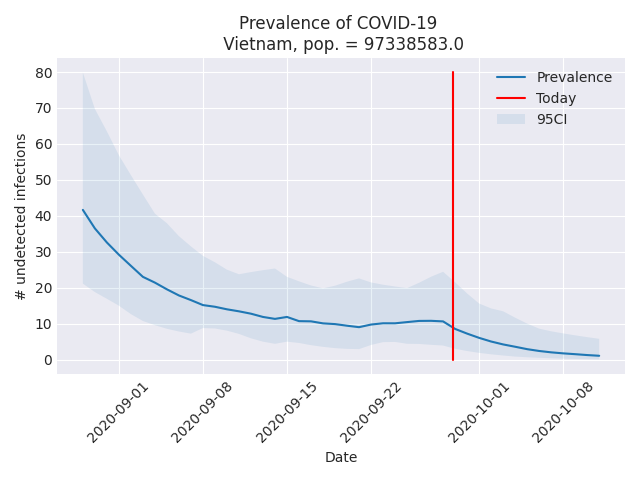 Prevalence of COVID-19
Vietnam, pop. = 97338583.0
Prevalence
Today
95CI
# undetected infections
80
70
60
50
40
30
20
10
0
2020-09-01
2020-09-08
2020-09-15
2020-09-22
2020-10-01
2020-10-08
Date